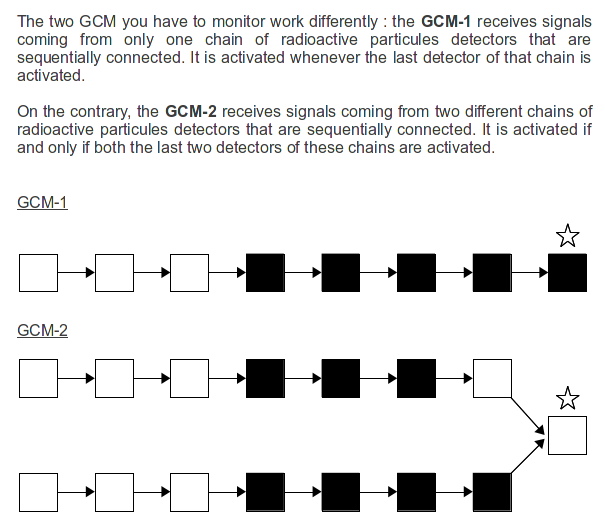 The two GCM you have to monitor work differently : the GCM-1 receives signals
coming from only one chain of radioactive particules detectors that are
sequentially connected. It is activated whenever the last detector of that chain is
activated.
On the contrary, the GCM-2 receives signals coming from two different chains of
radioactive particules detectors that are sequentially connected. It is activated if
and only if both the last two detectors of these chains are activated.
GCM-1
GCM-2